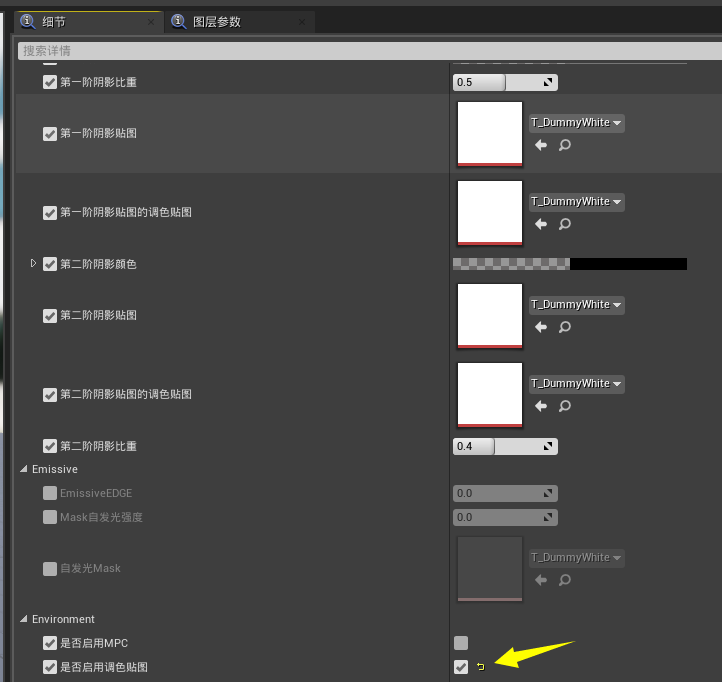 细节
图层参数
搜索详情
第一阶阴影比重
0.5
第一阶阴影贴图
T_DummyWhite
第一阶阴影贴图的调色贴图
T_DummyWhite
第二阶阴影颜色
第二阶阴影贴图
T_DummyWhite
第二阶阴影贴图的调色贴图
T_DummyWhite
第二阶阴影比重
0.4
Emissive
EmissiveEDGE
0.0
Mask自发光强度
0.0
自发光Mask
T_DummyWhite
Environment
是否启用MPC
是否启用调色贴图